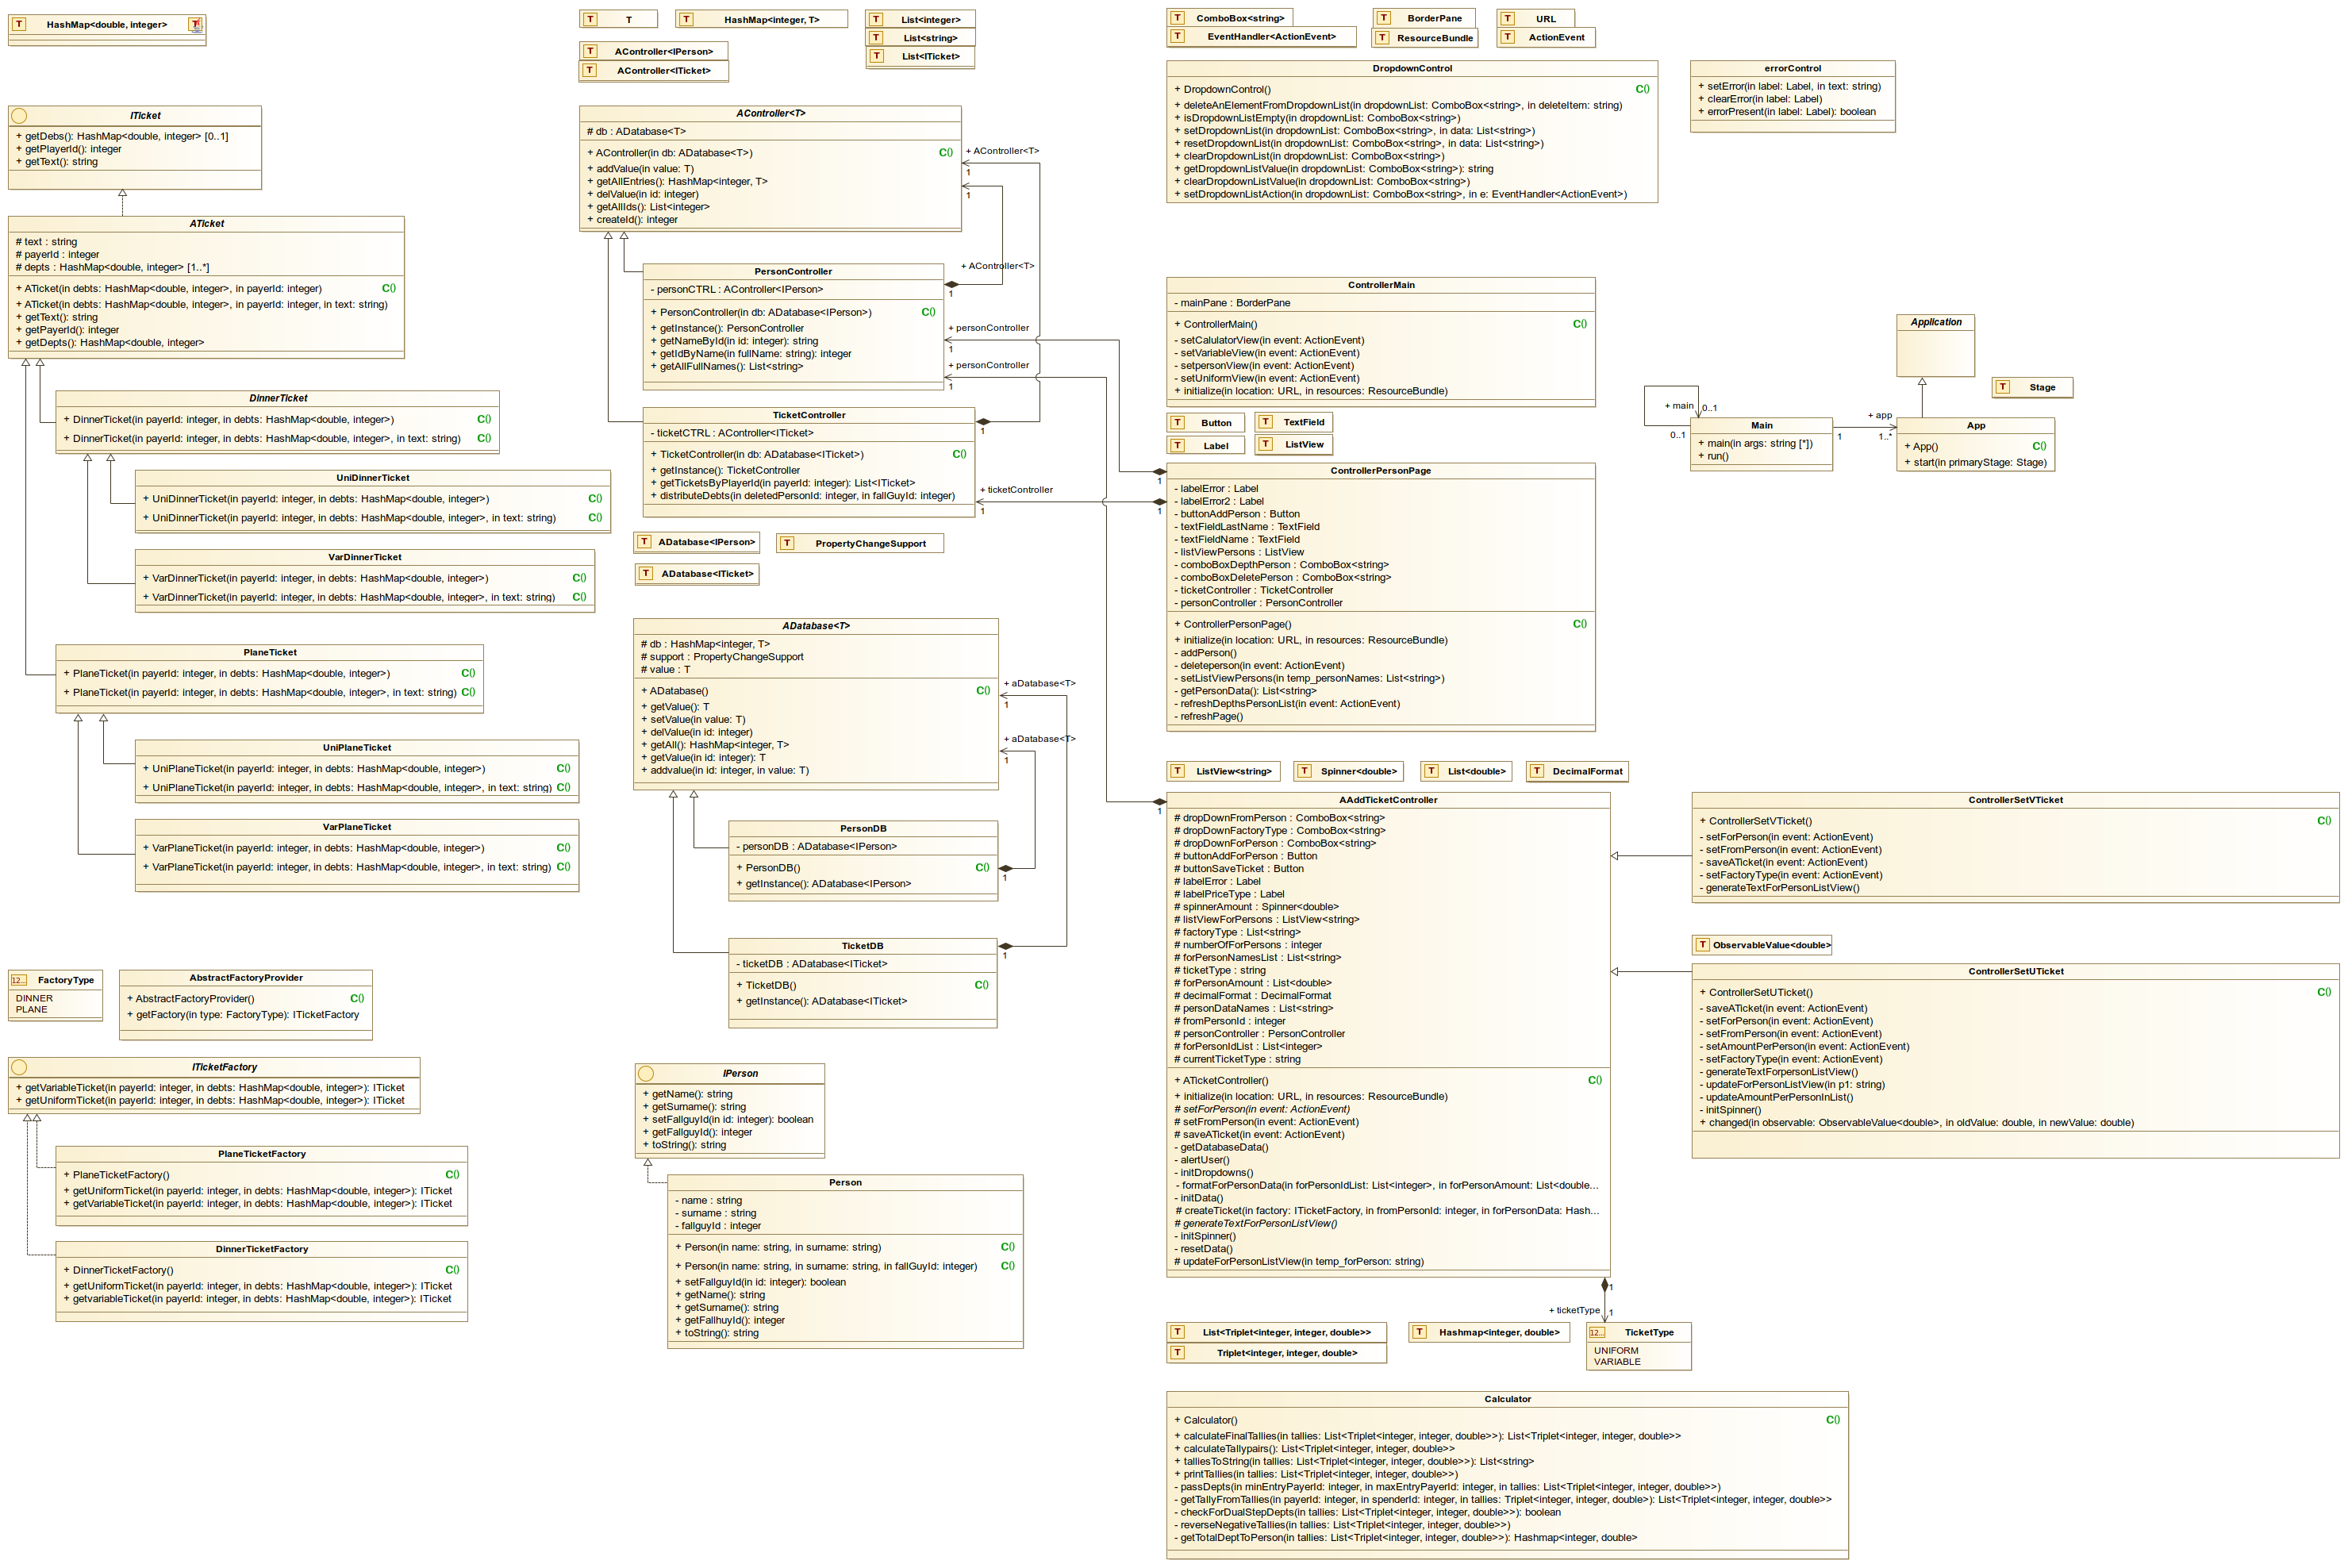 HashMap<double, integer>
ITicket
+ getDebs(): HashMap<double, integer> [0..1]
+ getPlayerId(): integer
+ getText(): string
ATicket
# text : string
# payerId : integer
# depts : HashMap<double, integer> [1..*]
+ ATicket(in debts: HashMap<double, integer>, in payerId: integer) C()
+ ATicket(in debts: HashMap<double, integer>, in payerId: integer, in text: string)
+ getText(): string
+ getPayerId(): integer
+ getDepts(): HashMap<double, integer>
DinnerTicket
+ DinnerTicket(in payerId: integer, in debts: HashMap<double, integer>) C()
+ DinnerTicket(in payerId: integer, in debts: HashMap<double, integer>, in text: string) C()
UniDinnerTicket
+ UniDinnerTicket(in payerId: integer, in debts: HashMap<double, integer>) C()
+ UniDinnerTicket(in payerId: integer, in debts: HashMap<double, integer>, in text: string) C()
VarDinnerTicket
+ VarDinnerTicket(in payerId: integer, in debts: HashMap<double, integer>) C()
+ VarDinnerTicket(in payerId: integer, in debts: HashMap<double, integer>, in text: string) C()
PlaneTicket
+ PlaneTicket(in payerId: integer, in debts: HashMap<double, integer>) C()
+ PlaneTicket(in payerId: integer, in debts: HashMap<double, integer>, in text: string) C()
UniPlaneTicket
+ UniPlaneTicket(in payerId: integer, in debts: HashMap<double, integer>) C()
+ UniPlaneTicket(in payerId: integer, in debts: HashMap<double, integer>, in text: string) C()
VarPlaneTicket
+ VarPlaneTicket(in payerId: integer, in debts: HashMap<double, integer>) C()
+ VarPlaneTicket(in payerId: integer, in debts: HashMap<double, integer>, in text: string) C()
FactoryType
DINNER
PLANE
AbstractFactoryProvider
+ AbstractFactoryProvider() C()
+ getFactory(in type: FactoryType): ITicketFactory
ITicketFactory
+ getVariableTicket(in payerId: integer, in debts: HashMap<double, integer>): ITicket
+ getUniformTicket(in payerId: integer, in debts: HashMap<double, integer>): ITicket
PlaneTicketFactory
+ PlaneTicketFactory() C()
+ getUniformTicket(in payerId: integer, in debts: HashMap<double, integer>): ITicket
+ getVariableTicket(in payerId: integer, in debts: HashMap<double, integer>): ITicket
DinnerTicketFactory
+ DinnerTicketFactory() C()
+ getUniformTicket(in payerId: integer, in debts: HashMap<double, integer>): ITicket
+ getvariableTicket(in payerId: integer, in debts: HashMap<double, integer>): ITicket
T
HashMap<integer, T>
List<integer>
List<string>
List<ITicket>
AController<IPerson>
AController<ITicket>
AController<T>
# db : ADatabase<T>
+ AController(in db: ADatabase<T>) C()
+ addValue(in value: T)
+ getAllEntries(): HashMap<integer, T>
+ delValue(in id: integer)
+ getAllIds(): List<integer>
+ createId(): integer
+ AController<T>
1
1
+ AController<T>
PersonController
- personCTRL : AController<IPerson>
1
+ PersonController(in db: ADatabase<IPerson>) C()
+ getInstance(): PersonController
+ getNameById(in id: integer): string
+ getIdByName(in fullName: string): integer
+ getAllFullNames(): List<string>
+ personController
1
+ personController
1
TicketController
- ticketCTRL : AController<ITicket>
1
+ TicketController(in db: ADatabase<ITicket>) C()
+ getInstance(): TicketController
+ getTicketsByPlayerId(in payerId: integer): List<ITicket>
+ distributeDebts(in deletedPersonId: integer, in fallGuyId: integer)
+ ticketController
1
ADatabase<IPerson>
PropertyChangeSupport
ADatabase<ITicket>
ADatabase<T>
# db : HashMap<integer, T>
# support : PropertyChangeSupport
# value : T
+ ADatabase() C()
+ getValue(): T
+ setValue(in value: T)
+ delValue(in id: integer)
+ getAll(): HashMap<integer, T>
+ getValue(in id: integer): T
+ addvalue(in id: integer, in value: T)
+ aDatabase<T>
1
+ aDatabase<T>
1
PersonDB
- personDB : ADatabase<IPerson>
+ PersonDB() C()
+ getInstance(): ADatabase<IPerson>
1
TicketDB
- ticketDB : ADatabase<ITicket>
+ TicketDB() C()
+ getInstance(): ADatabase<ITicket>
1
IPerson
+ getName(): string
+ getSurname(): string
+ setFallguyId(in id: integer): boolean
+ getFallguyId(): integer
+ toString(): string
Person
- name : string
- surname : string
- fallguyId : integer
+ Person(in name: string, in surname: string) C()
+ Person(in name: string, in surname: string, in fallGuyId: integer) C()
+ setFallguyId(in id: integer): boolean
+ getName(): string
+ getSurname(): string
+ getFallhuyId(): integer
+ toString(): string
ComboBox<string>
EventHandler<ActionEvent>
BorderPane
ResourceBundle
URL
ActionEvent
DropdownControl
+ DropdownControl() C()
+ deleteAnElementFromDropdownList(in dropdownList: ComboBox<string>, in deleteItem: string)
+ isDropdownListEmpty(in dropdownList: ComboBox<string>)
+ setDropdownList(in dropdownList: ComboBox<string>, in data: List<string>)
+ resetDropdownList(in dropdownList: ComboBox<string>, in data: List<string>)
+ clearDropdownList(in dropdownList: ComboBox<string>)
+ getDropdownListValue(in dropdownList: ComboBox<string>): string
+ clearDropdownListValue(in dropdownList: ComboBox<string>)
+ setDropdownListAction(in dropdownList: ComboBox<string>, in e: EventHandler<ActionEvent>)
errorControl
+ setError(in label: Label, in text: string)
+ clearError(in label: Label)
+ errorPresent(in label: Label): boolean
ControllerMain
- mainPane : BorderPane
+ ControllerMain() C()
- setCalulatorView(in event: ActionEvent)
- setVariableView(in event: ActionEvent)
- setpersonView(in event: ActionEvent)
- setUniformView(in event: ActionEvent)
+ initialize(in location: URL, in resources: ResourceBundle)
Button
TextField
Label
ListView
Application
Stage
+ main
0..1
0..1
Main
+ main(in args: string [*])
+ run()
1
+ app
1..*
App
+ App() C()
+ start(in primaryStage: Stage)
ControllerPersonPage
1
1
- labelError : Label
- labelError2 : Label
- buttonAddPerson : Button
- textFieldLastName : TextField
- textFieldName : TextField
- listViewPersons : ListView
- comboBoxDepthPerson : ComboBox<string>
- comboBoxDeletePerson : ComboBox<string>
- ticketController : TicketController
- personController : PersonController
+ ControllerPersonPage() C()
+ initialize(in location: URL, in resources: ResourceBundle)
- addPerson()
- deleteperson(in event: ActionEvent)
- setListViewPersons(in temp_personNames: List<string>)
- getPersonData(): List<string>
- refreshDepthsPersonList(in event: ActionEvent)
- refreshPage()
ListView<string>
Spinner<double>
List<double>
DecimalFormat
AAddTicketController
1
# dropDownFromPerson : ComboBox<string>
# dropDownFactoryType : ComboBox<string>
# dropDownForPerson : ComboBox<string>
# buttonAddForPerson : Button
# buttonSaveTicket : Button
# labelError : Label
# labelPriceType : Label
# spinnerAmount : Spinner<double>
# listViewForPersons : ListView<string>
# factoryType : List<string>
# numberOfForPersons : integer
# forPersonNamesList : List<string>
# ticketType : string
# forPersonAmount : List<double>
# decimalFormat : DecimalFormat
# personDataNames : List<string>
# fromPersonId : integer
# personController : PersonController
# forPersonIdList : List<integer>
# currentTicketType : string
+ ATicketController() C()
+ initialize(in location: URL, in resources: ResourceBundle)
# setForPerson(in event: ActionEvent)
# setFromPerson(in event: ActionEvent)
# saveATicket(in event: ActionEvent)
- getDatabaseData()
- alertUser()
- initDropdowns()
- formatForPersonData(in forPersonIdList: List<integer>, in forPersonAmount: List<double...
- initData()
# createTicket(in factory: ITicketFactory, in fromPersonId: integer, in forPersonData: Hash...
# generateTextForPersonListView()
- initSpinner()
- resetData()
# updateForPersonListView(in temp_forPerson: string)
1
+ ticketType
1
ControllerSetVTicket
+ ControllerSetVTicket() C()
- setForPerson(in event: ActionEvent)
- setFromPerson(in event: ActionEvent)
- saveATicket(in event: ActionEvent)
- setFactoryType(in event: ActionEvent)
- generateTextForPersonListView()
ObservableValue<double>
ControllerSetUTicket
+ ControllerSetUTicket() C()
- saveATicket(in event: ActionEvent)
- setForPerson(in event: ActionEvent)
- setFromPerson(in event: ActionEvent)
- setAmountPerPerson(in event: ActionEvent)
- setFactoryType(in event: ActionEvent)
- generateTextForpersonListView()
- updateForPersonListView(in p1: string)
- updateAmountPerPersonInList()
- initSpinner()
+ changed(in observable: ObservableValue<double>, in oldValue: double, in newValue: double)
List<Triplet<integer, integer, double>>
Triplet<integer, integer, double>
Hashmap<integer, double>
TicketType
UNIFORM
VARIABLE
Calculator
+ Calculator() C()
+ calculateFinalTallies(in tallies: List<Triplet<integer, integer, double>>): List<Triplet<integer, integer, double>>
+ calculateTallypairs(): List<Triplet<integer, integer, double>>
+ talliesToString(in tallies: List<Triplet<integer, integer, double>>): List<string>
+ printTallies(in tallies: List<Triplet<integer, integer, double>>)
- passDepts(in minEntryPayerId: integer, in maxEntryPayerId: integer, in tallies: List<Triplet<integer, integer, double>>)
- getTallyFromTallies(in payerId: integer, in spenderId: integer, in tallies: Triplet<integer, integer, double>): List<Triplet<integer, integer, double>>
- checkForDualStepDepts(in tallies: List<Triplet<integer, integer, double>>): boolean
- reverseNegativeTallies(in tallies: List<Triplet<integer, integer, double>>)
- getTotalDeptToPerson(in tallies: List<Triplet<integer, integer, double>>): Hashmap<integer, double>